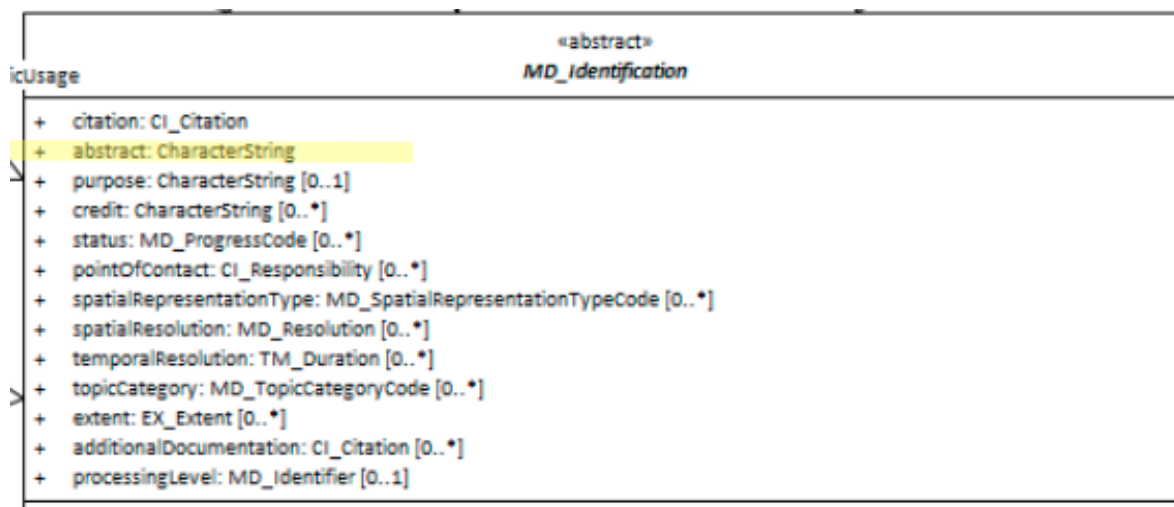 «abstract»
icUsage MD_Identification
+ citation: CI_Citation
+ abstract: CharacterString
+ purpose: CharacterString [0..1]
+ credit: CharacterString [0..*]
+ status: MD_ProgressCode [0..*]
+ pointOfContact: CI_Responsibility [0..*]
+ spatialRepresentationType: MD_SpatialRepresentationTypeCode [0..*]
+ spatialResolution: MD_Resolution [0..*]
+ temporalResolution: TM_Duration [0..*]
+ topicCategory: MD_TopicCategoryCode [0..*]
+ extent: EX_Extent [0..*]
+ additionalDocumentation: CI_Citation [0..*]
+ processingLevel: MD_Identifier [0..1]